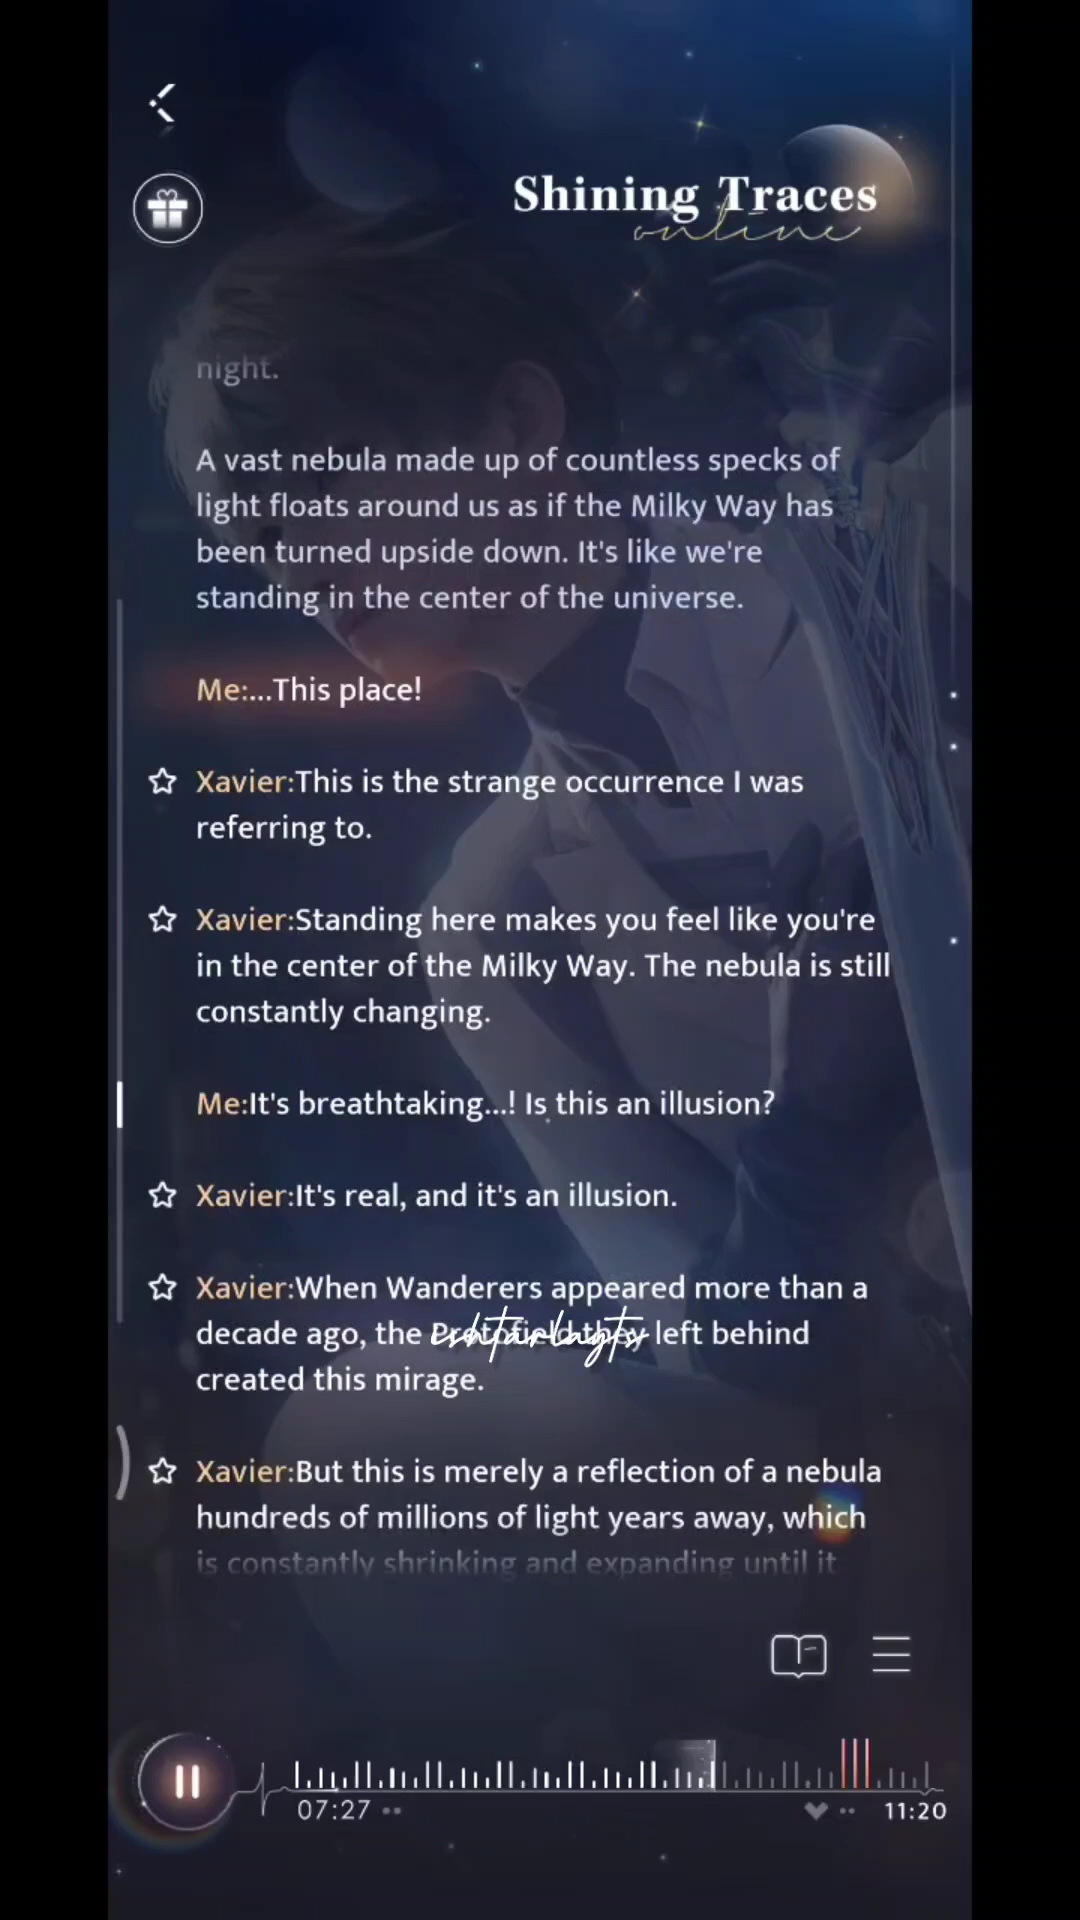 Shining Traces
online
night.
A vast nebula made up of countless specks of
light floats around us as if the Milky Way has
been turned upside down. It's like we're
standing in the center of the universe.
Me:...This place!
Xavier:This is the strange occurrence I was
referring to.
Xavier:Standing here makes you feel like you're
in the center of the Milky Way. The nebula is still
constantly changing.
Me:It's breathtaking...! Is this an illusion?
Xavier:It's real, and it's an illusion.
Xavier:When Wanderers appeared more than a
decade ago, the Protofield they left behind
created this mirage.
Xavier:But this is merely a reflection of a nebula
hundreds of millions of light years away, which
is constantly shrinking and expanding until it
07:27
11:20